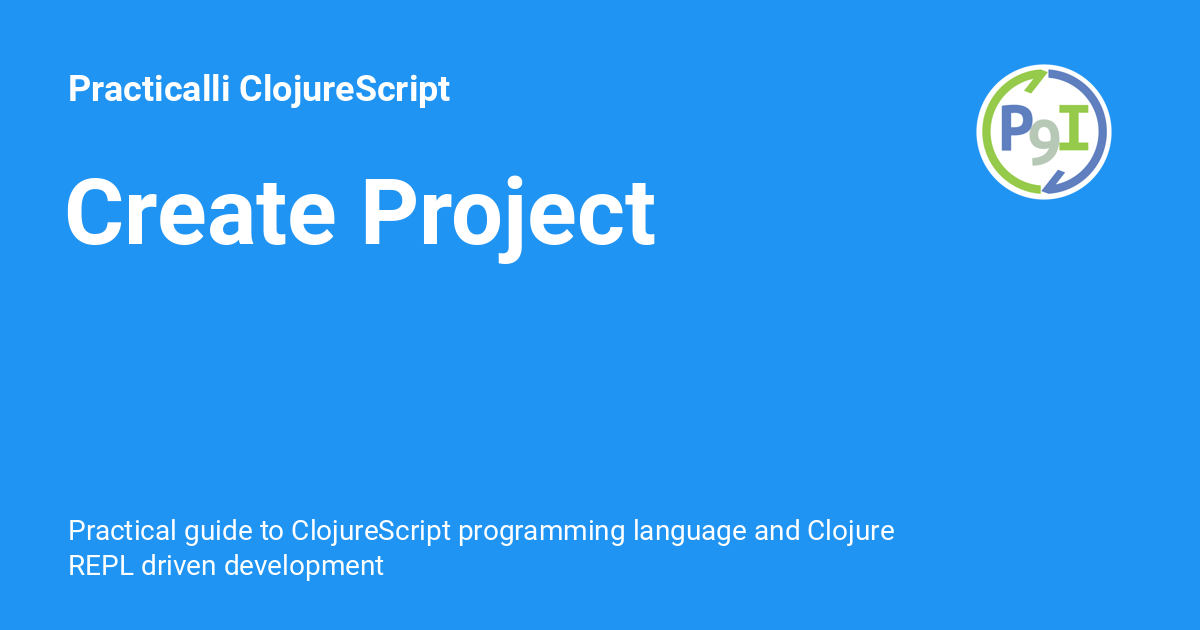 Practicalli ClojureScript
P9I
Create Project
Practical guide to ClojureScript programming language and Clojure
REPL driven development